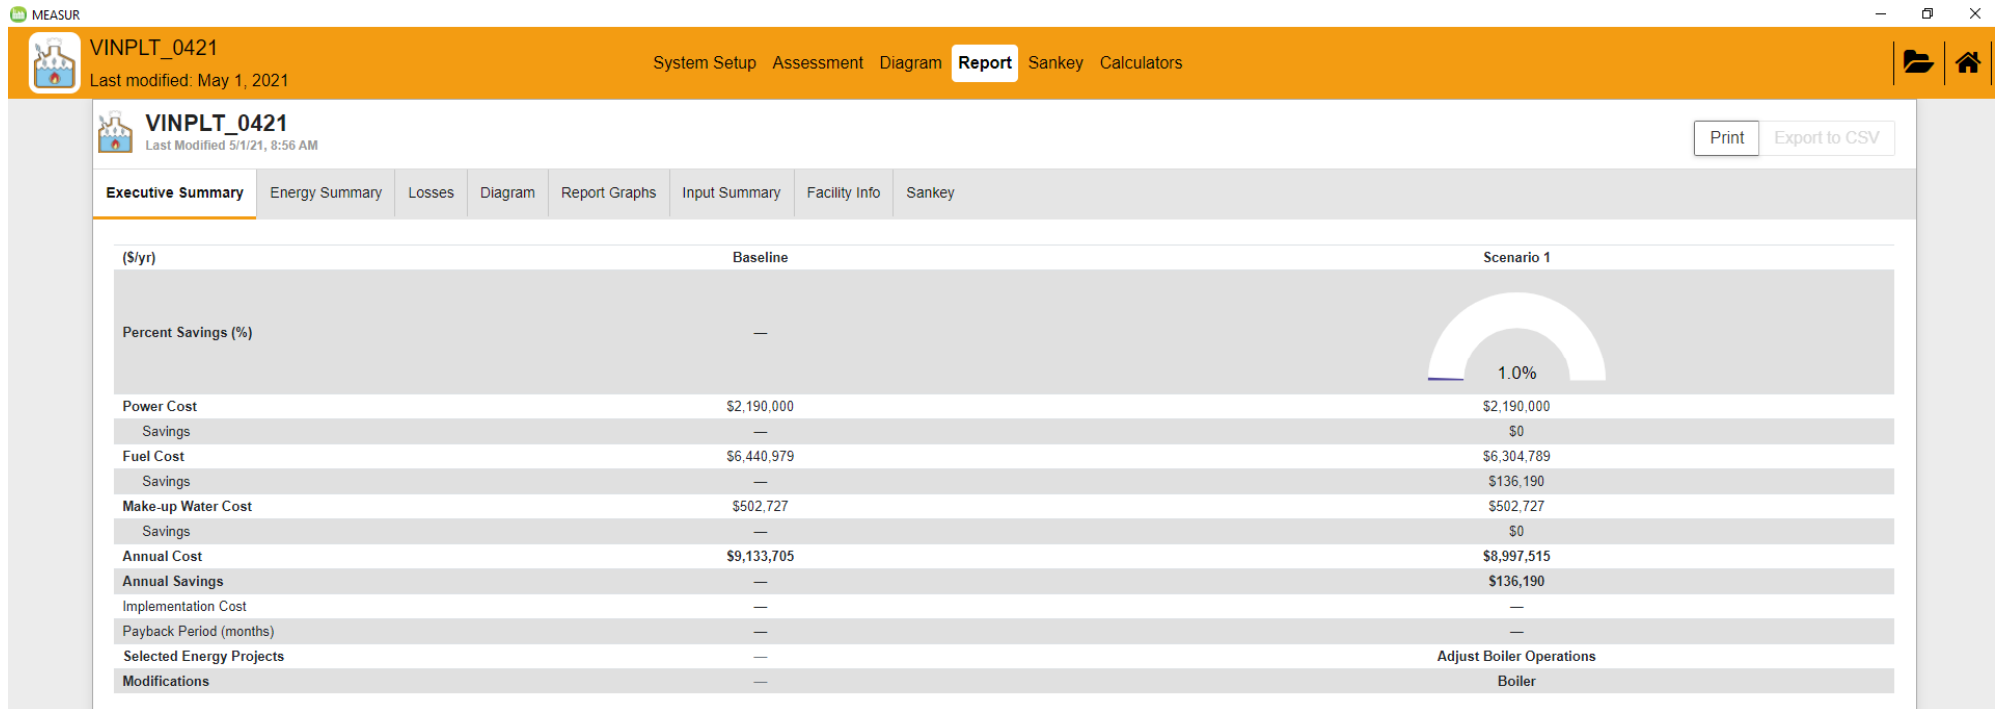 MEASUR
VINPLT_0421
Last modified: May 1, 2021
System Setup Assessment Diagram Report Sankey Calculators
VINPLT_0421
Last Modified 5/1/21, 8:56 AM
Print Export to CSV
Executive Summary Energy Summary Losses Diagram Report Graphs Input Summary Facility Info Sankey
($/yr) Baseline Scenario 1
Percent Savings (%) — 1.0%
Power Cost $2,190,000 $2,190,000
Savings — $0
Fuel Cost $6,440,979 $6,304,789
Savings — $136,190
Make-up Water Cost $502,727 $502,727
Savings — $0
Annual Cost $9,133,705 $8,997,515
Annual Savings — $136,190
Implementation Cost — —
Payback Period (months) — —
Selected Energy Projects — Adjust Boiler Operations
Modifications — Boiler